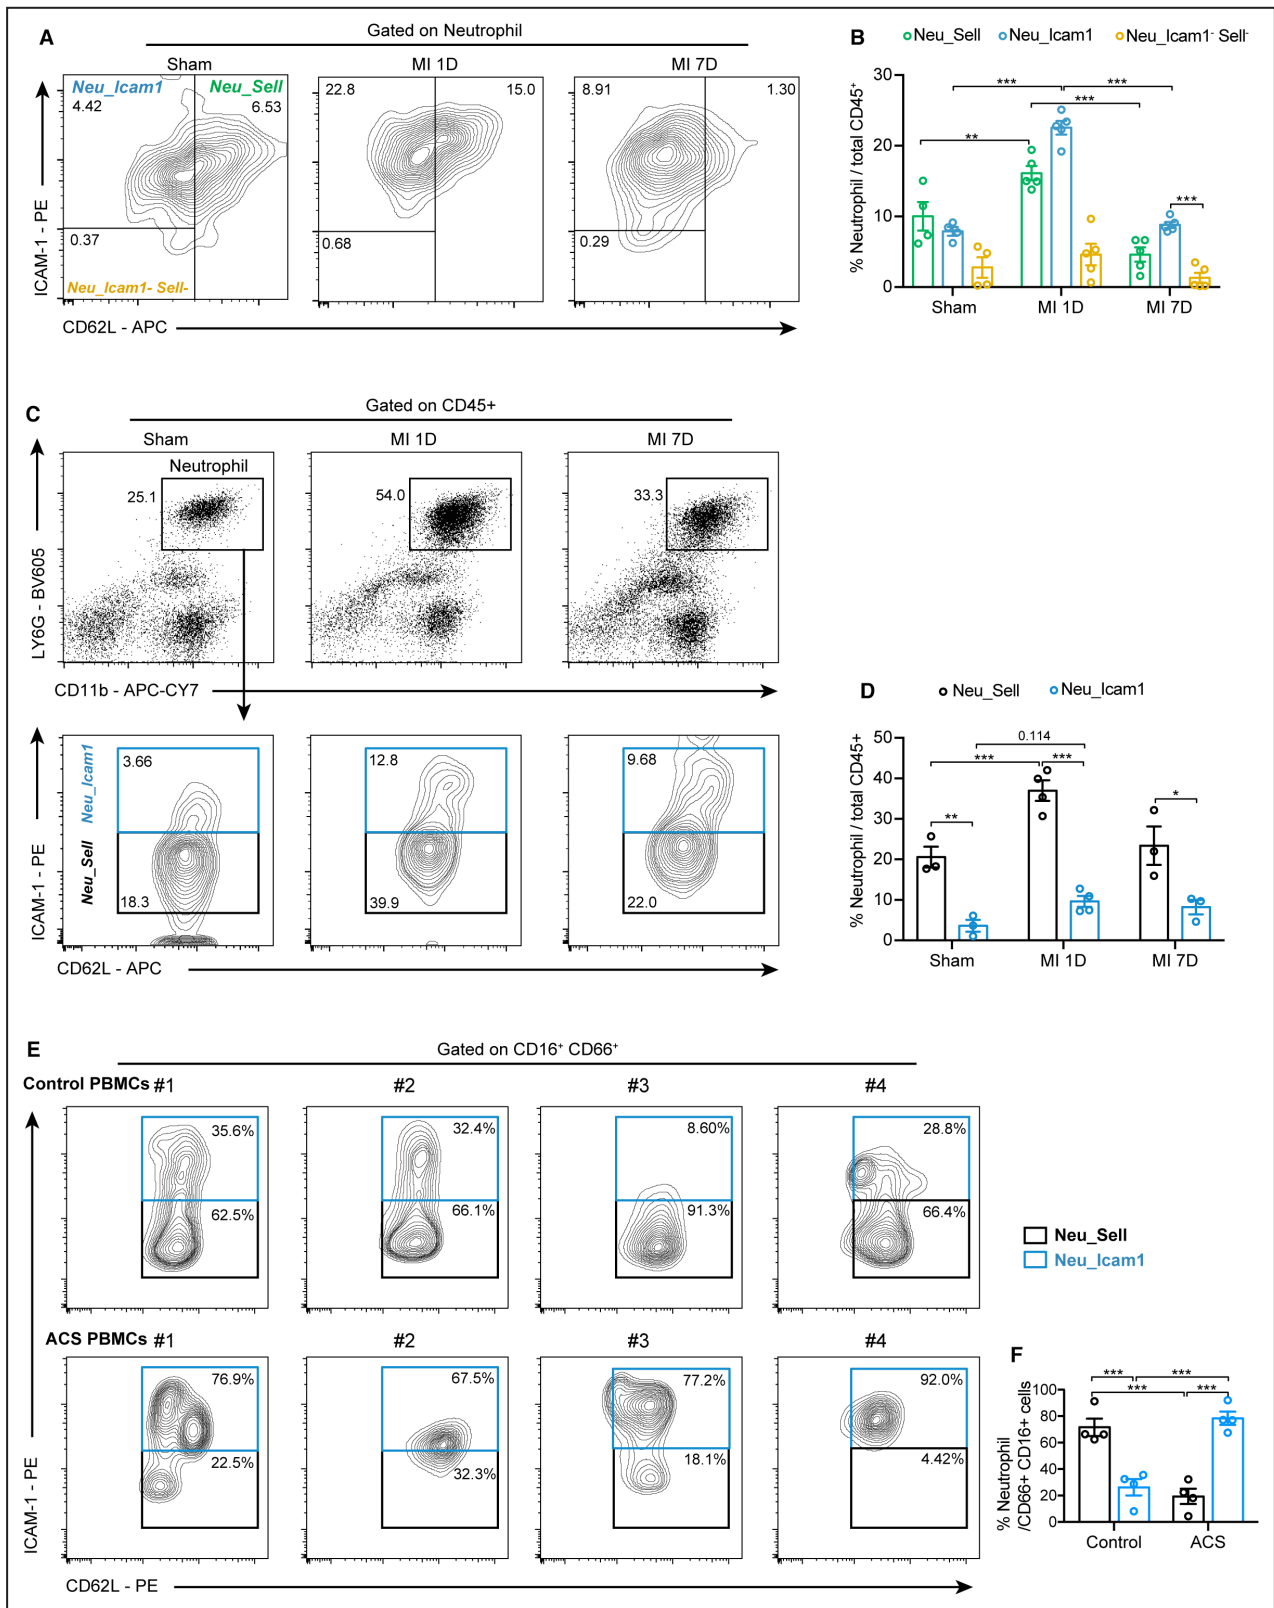 A
Gated on Neutrophil
Sham
MI 1D
MI 7D
Neu_Icam1
4.42
Neu_Sell
6.53
0.37
Neu_Icam1- Sell-
22.8
15.0
0.68
8.91
1.30
0.29
ICAM-1 - PE
CD62L - APC
B
Neu_Sell
Neu_Icam1
Neu_Icam1⁻ Sell⁻
% Neutrophil / total CD45⁺
30
20
10
0
**
***
***
***
***
Sham
MI 1D
MI 7D
C
Gated on CD45+
Sham
MI 1D
MI 7D
Neutrophil
25.1
54.0
33.3
LY6G - BV605
CD11b - APC-CY7
Neu_Icam1
Neu_Sell
3.66
18.3
12.8
39.9
9.68
22.0
ICAM-1 - PE
CD62L - APC
D
Neu_Sell
Neu_Icam1
% Neutrophil / total CD45+
50
40
30
20
10
0
0.114
***
***
**
*
Sham
MI 1D
MI 7D
E
Gated on CD16⁺ CD66⁺
Control PBMCs #1
#2
#3
#4
35.6%
62.5%
32.4%
66.1%
8.60%
91.3%
28.8%
66.4%
Neu_Sell
Neu_Icam1
ACS PBMCs #1
#2
#3
#4
76.9%
22.5%
67.5%
32.3%
77.2%
18.1%
92.0%
4.42%
ICAM-1 - PE
CD62L - PE
F
% Neutrophil
/CD66+ CD16+ cells
100
80
60
40
20
0
***
***
***
***
Control
ACS